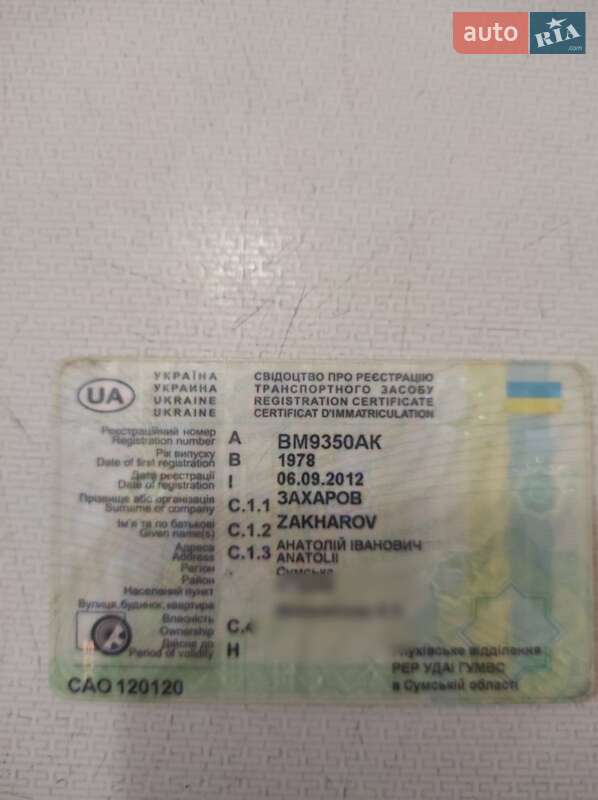 auto RIA.com
УКРАЇНА СВІДОЦТВО ПРО РЕЄСТРАЦІЮ
УКРАИНА ТРАНСПОРТНОГО ЗАСОБУ
UA
UKRAINE REGISTRATION CERTIFICATE
UKRAINE CERTIFICAT D'IMMATRICULATION
Реєстраційний номер
Registration number A BM9350AK
Рік випуску
Date of first registration B 1978
Дата реєстрації
Date of registration I 06.09.2012
Прізвище або організація
Surname or company C.1.1 ЗАХАРОВ
ZAKHAROV
Ім'я та по батькові
Given name(s) C.1.2 АНАТОЛІЙ ІВАНОВИЧ
ANATOLII
Адреса
Address C.1.3
Регіон Сумська
Район
Населений пункт
Вулиця, будинок, квартира
Власність
Ownership C.4
Дійсне до
Period of validity H
відділення
РЕР УДАІ ГУМВС
в Сумській області
САО 120120